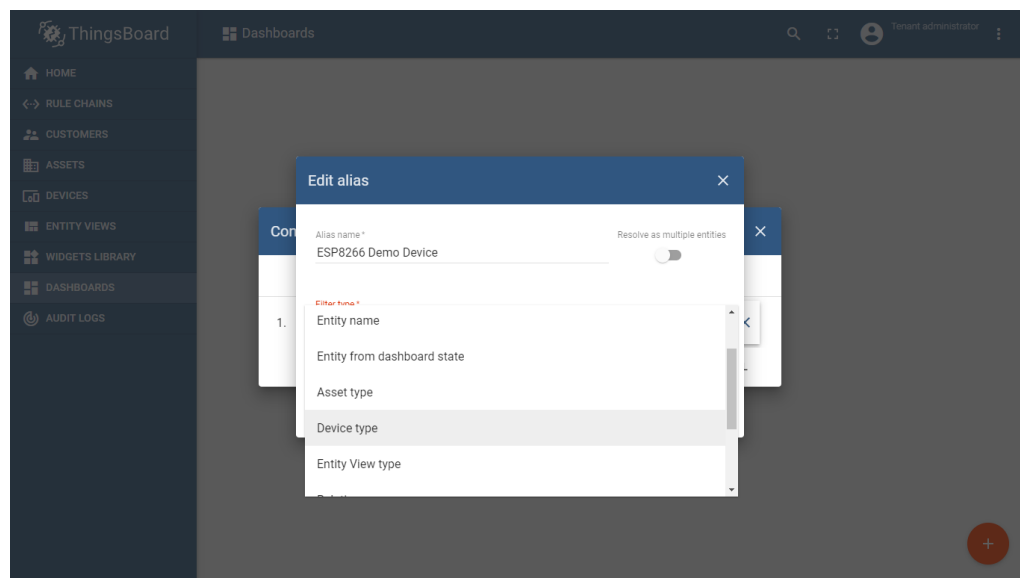 ThingsBoard
Dashboards
Tenant administrator
HOME
RULE CHAINS
CUSTOMERS
ASSETS
DEVICES
ENTITY VIEWS
WIDGETS LIBRARY
DASHBOARDS
AUDIT LOGS
Edit alias
Con
Alias name *
Resolve as multiple entities
ESP8266 Demo Device
Filter type *
1.
Entity name
Entity from dashboard state
Asset type
Device type
Entity View type